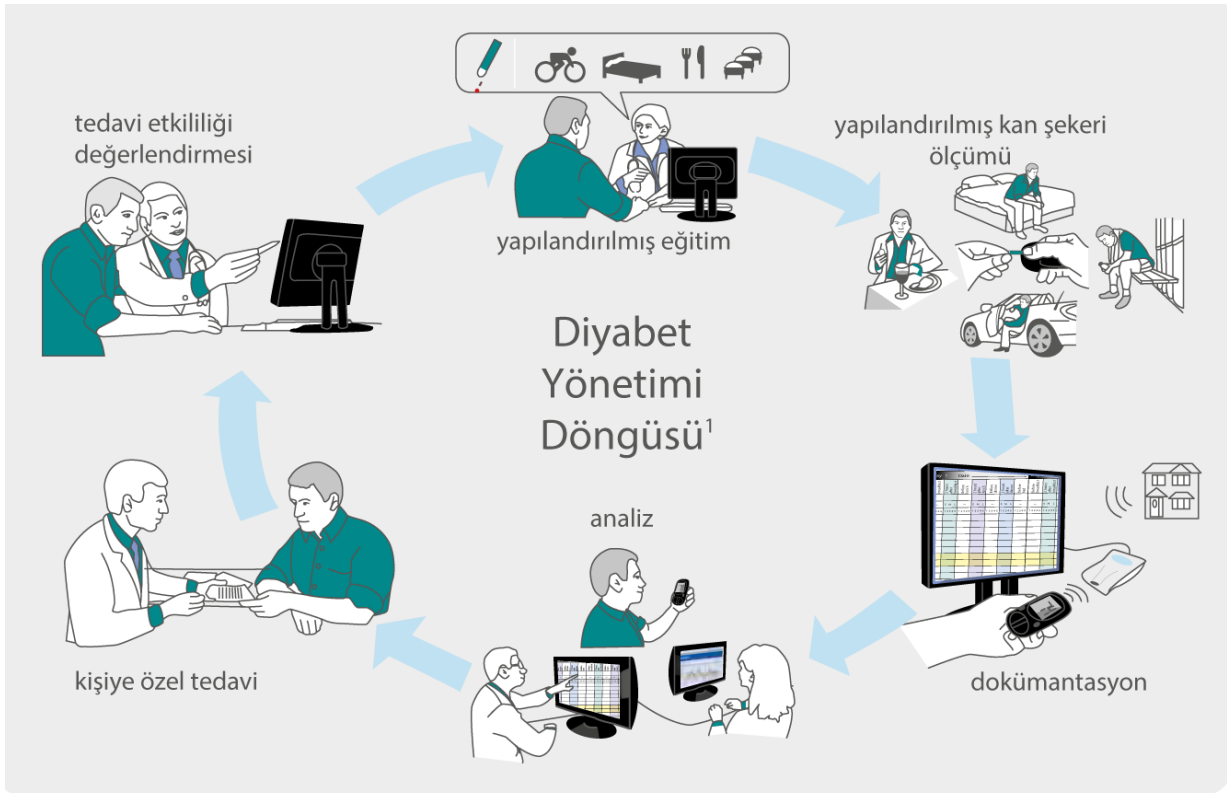 Diyabet
Yönetimi
Döngüsü¹
yapılandırılmış eğitim
yapılandırılmış kan şekeri
ölçümü
dokümantasyon
analiz
kişiye özel tedavi
tedavi etkililiği
değerlendirmesi